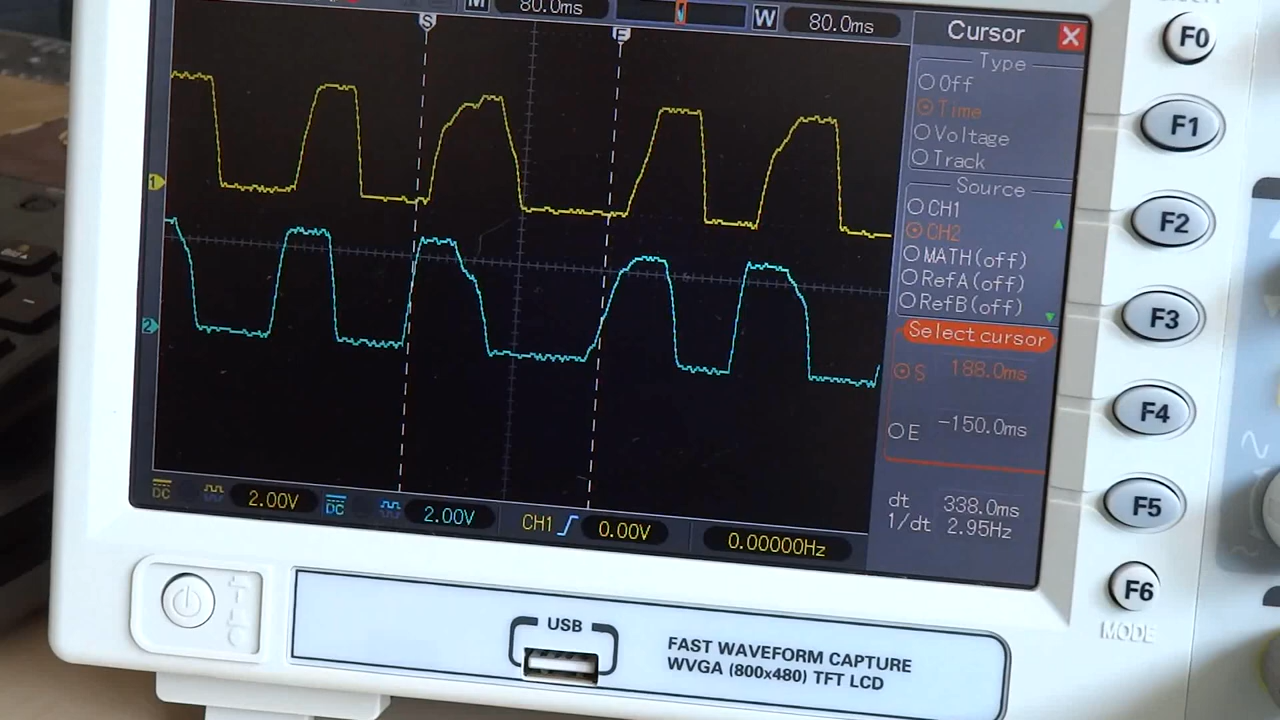 M 80.0ms W 80.0ms
S
E
1
2
Cursor
Type
Off
Time
Voltage
Track
Source
CH1
CH2
MATH(off)
RefA(off)
RefB(off)
Select cursor
S 188.0ms
E -150.0ms
dt 338.0ms
1/dt 2.95Hz
DC 2.00V DC 2.00V CH1 0.00V 0.00000Hz
F0
F1
F2
F3
F4
F5
F6
MODE
USB
FAST WAVEFORM CAPTURE
WVGA (800x480) TFT LCD